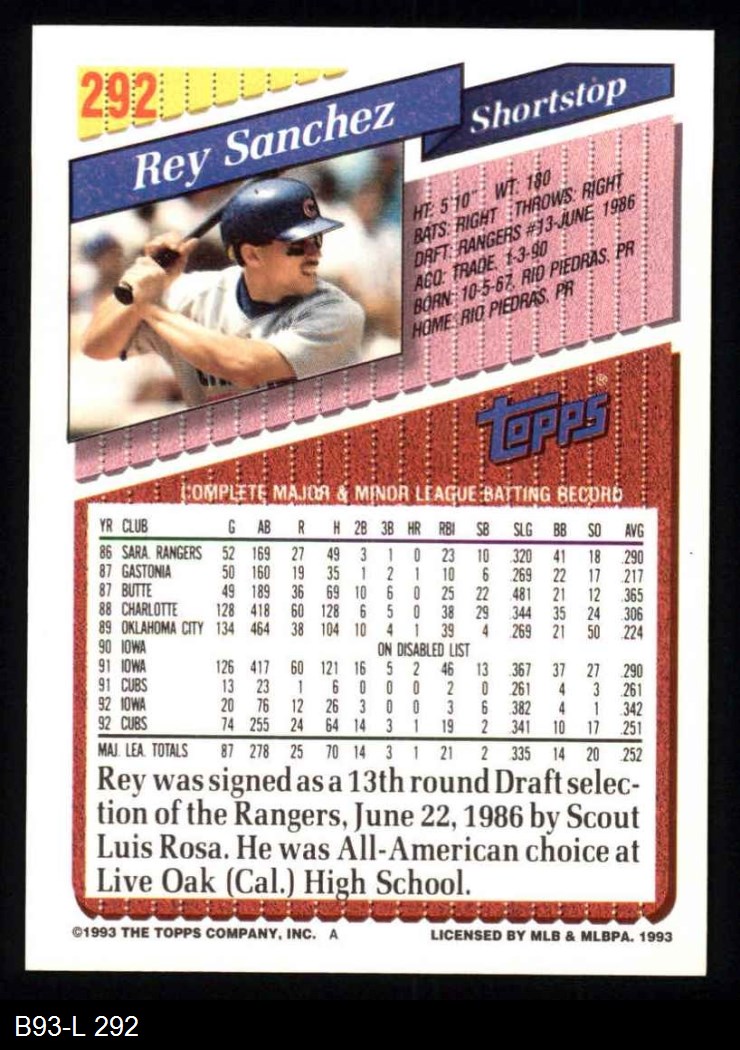 292
Rey Sanchez
Shortstop
HT: 5'10" WT: 180
BATS: RIGHT THROWS: RIGHT
DRFT: RANGERS #13-JUNE, 1986
ACQ: TRADE, 1-3-90
BORN: 10-5-67, RIO PIEDRAS, PR
HOME: RIO PIEDRAS, PR
topps®
COMPLETE MAJOR & MINOR LEAGUE BATTING RECORD
YR CLUB G AB R H 2B 3B HR RBI SB SLG BB SO AVG
86 SARA. RANGERS 52 169 27 49 3 1 0 23 10 .320 41 18 .290
87 GASTONIA 50 160 19 35 1 2 1 10 6 .269 22 17 .217
87 BUTTE 49 189 36 69 10 6 0 25 22 .481 21 12 .365
88 CHARLOTTE 128 418 60 128 6 5 0 38 29 .344 35 24 .306
89 OKLAHOMA CITY 134 464 38 104 10 4 1 39 4 .269 21 50 .224
90 IOWA ON DISABLED LIST
91 IOWA 126 417 60 121 16 5 2 46 13 .367 37 27 .290
91 CUBS 13 23 1 6 0 0 0 2 0 .261 4 3 .261
92 IOWA 20 76 12 26 3 0 0 3 6 .382 4 1 .342
92 CUBS 74 255 24 64 14 3 1 19 2 .341 10 17 .251
MAJ. LEA. TOTALS 87 278 25 70 14 3 1 21 2 .335 14 20 .252
Rey was signed as a 13th round Draft selec-
tion of the Rangers, June 22, 1986 by Scout
Luis Rosa. He was All-American choice at
Live Oak (Cal.) High School.
©1993 THE TOPPS COMPANY, INC. A LICENSED BY MLB & MLBPA. 1993
B93-L 292